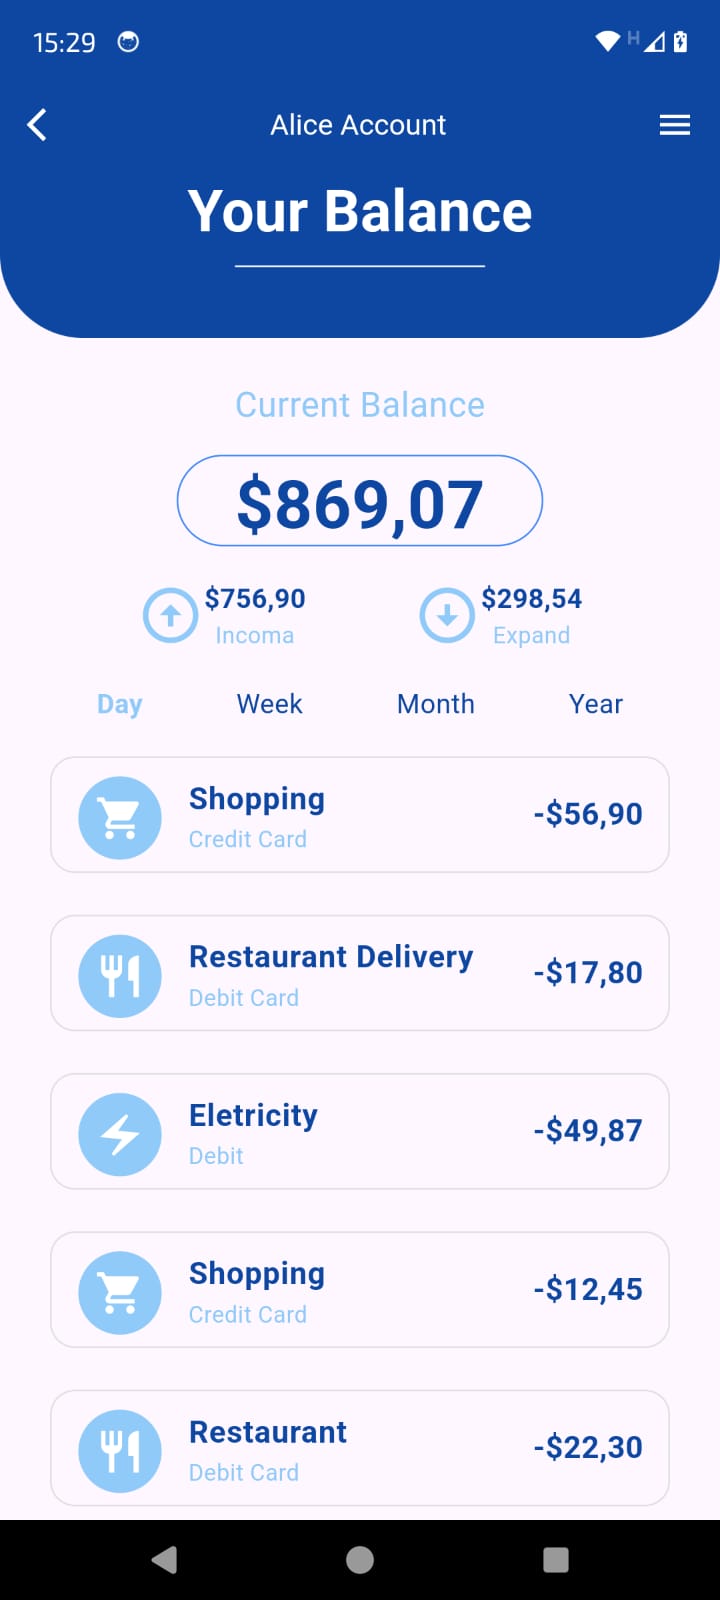 15:29
H
Alice Account
Your Balance
Current Balance
$869,07
$756,90
Incoma
$298,54
Expand
Day Week Month Year
Shopping
Credit Card
-$56,90
Restaurant Delivery
Debit Card
-$17,80
Eletricity
Debit
-$49,87
Shopping
Credit Card
-$12,45
Restaurant
Debit Card
-$22,30